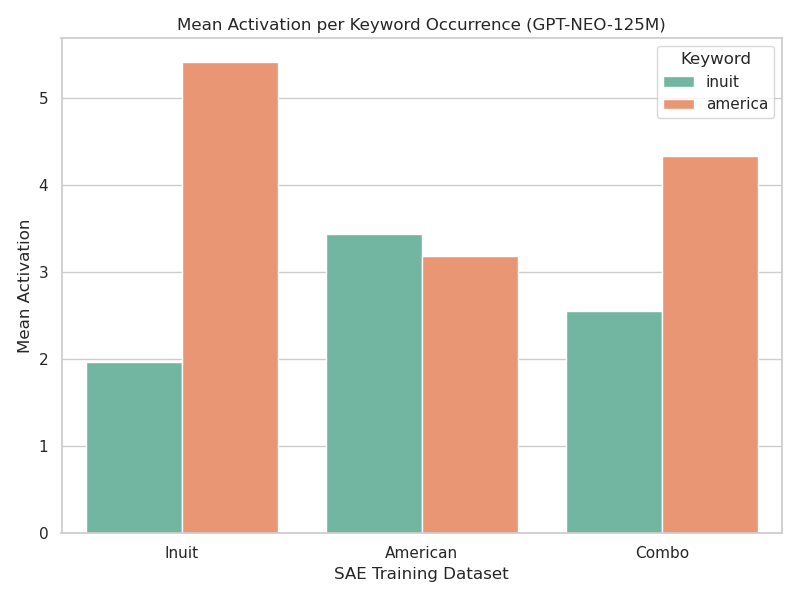 Mean Activation per Keyword Occurrence (GPT-NEO-125M)
Keyword
inuit
america
Mean Activation
5
4
3
2
1
0
Inuit
American
Combo
SAE Training Dataset